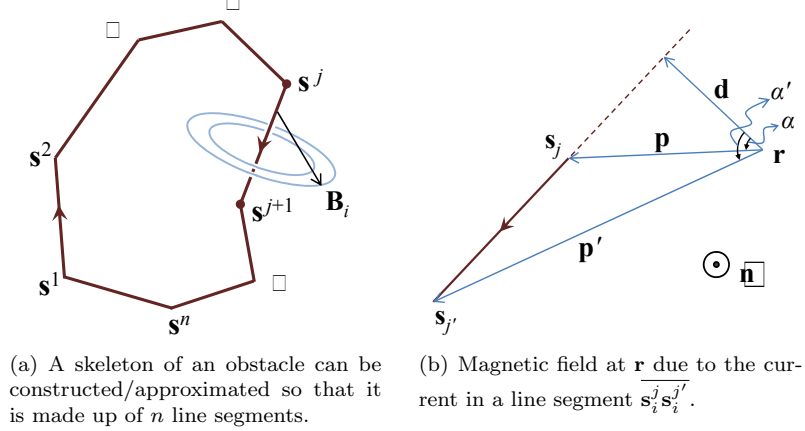 □
□
s^j
s^2
s^{j+1}
B_i
s^1
□
s^n
d
α′
α
s_j
p
r
p′
n□
s_{j′}
(a) A skeleton of an obstacle can be
constructed/approximated so that it
is made up of n line segments.
(b) Magnetic field at r due to the cur-
rent in a line segment \overline{s_i^j s_i^{j′}}.